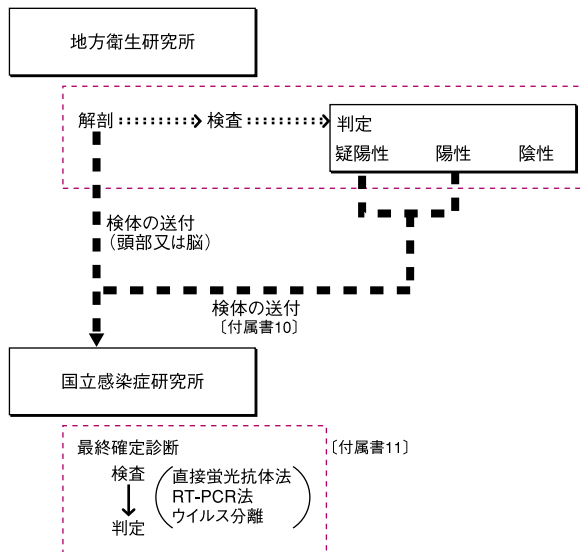 地方衛生研究所
解剖
検査
判定
疑陽性
陽性
陰性
検体の送付
（頭部又は脳）
検体の送付
〔付属書10〕
国立感染症研究所
〔付属書11〕
最終確定診断
検査
直接蛍光抗体法
RT-PCR法
ウイルス分離
判定